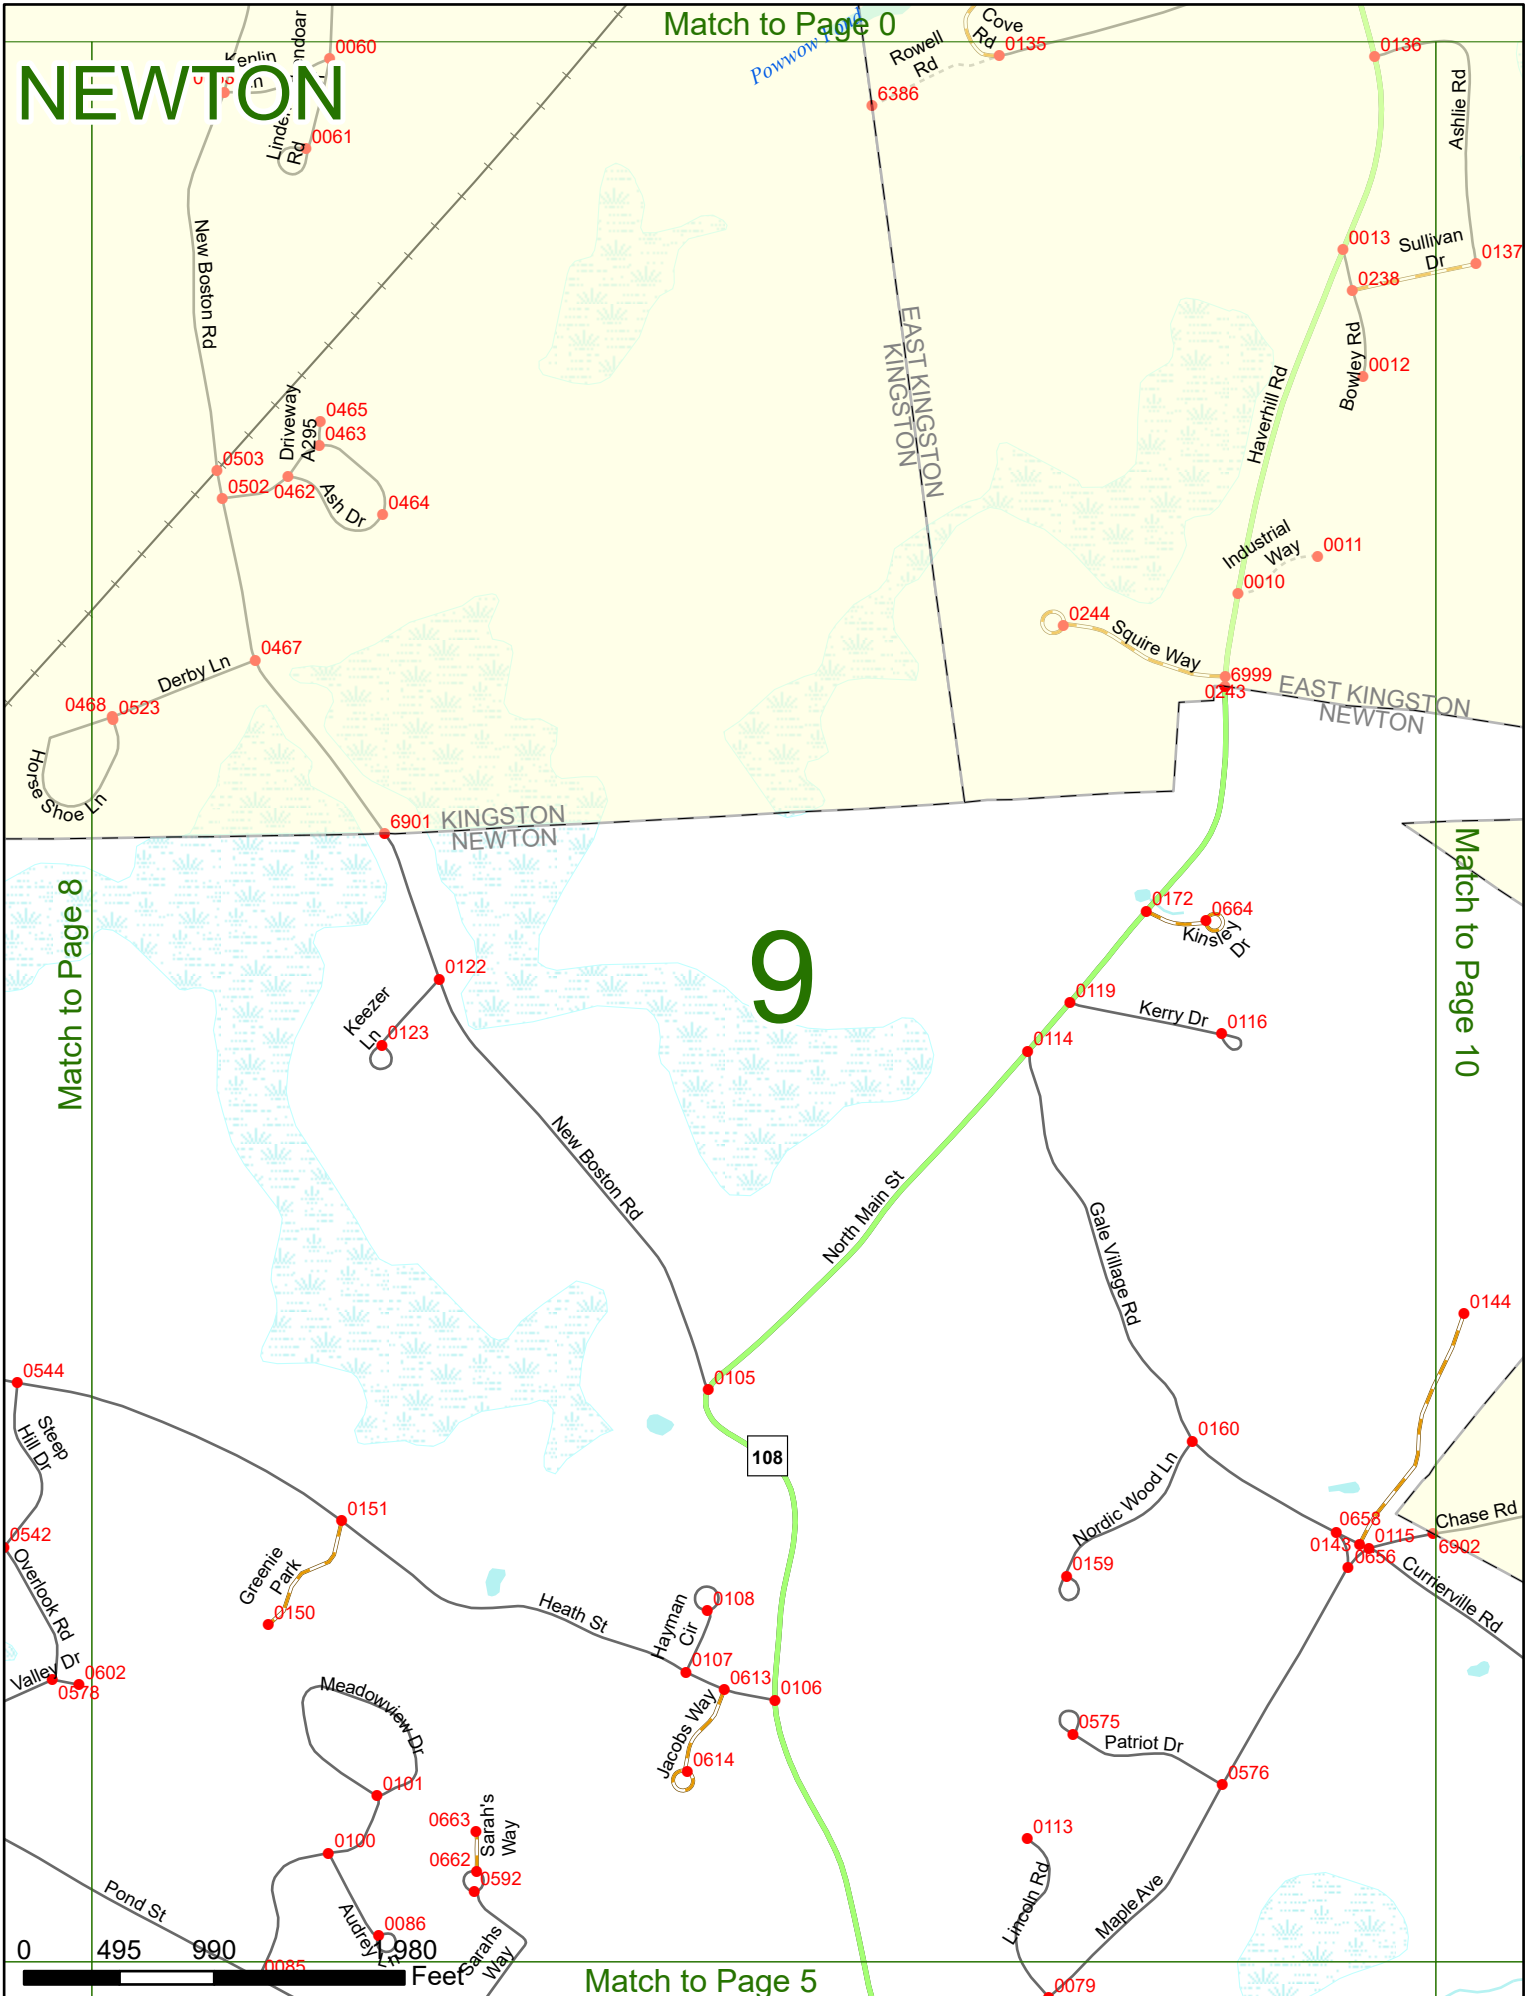 Match to Page 0
NEWTON
Kenlin
Ln
0060
Linden
Rd
0061
Powwow Pond
Rowell
Rd
Cove
Rd
0135
6386
0136
Ashlie Rd
New Boston Rd
0013
Sullivan
Dr
0137
0238
EAST KINGSTON
KINGSTON
Bowley Rd
0012
Haverhill Rd
Driveway
A295
0465
0463
0503
0502
0462
Ash Dr
0464
Industrial
Way
0011
0010
0244
Squire Way
6999
0243
EAST KINGSTON
NEWTON
0467
Derby Ln
0468
0523
Horse Shoe Ln
6901
KINGSTON
NEWTON
Match to Page 8
Match to Page 10
9
0172
0664
Kinsley
Dr
0122
Keezer
Ln
0123
0119
Kerry Dr
0116
0114
New Boston Rd
North Main St
Gale Village Rd
0144
0544
Steep
Hill Dr
0105
108
0160
Nordic Wood Ln
0151
0542
Overlook Rd
Greenie
Park
0150
0658
0143
0115
0656
6902
Chase Rd
Currierville Rd
0159
Heath St
Hayman
Cir
0108
0107
0613
0106
Valley Dr
0602
0578
Meadowview Dr
Jacobs Way
0614
0575
Patriot Dr
0576
0101
0663
Sarah's
Way
0100
0662
0592
0113
Lincoln Rd
Maple Ave
Pond St
Audrey Ln
0086
Sarahs
Way
0085
0 495 990 1,980
Feet
Match to Page 5
0079